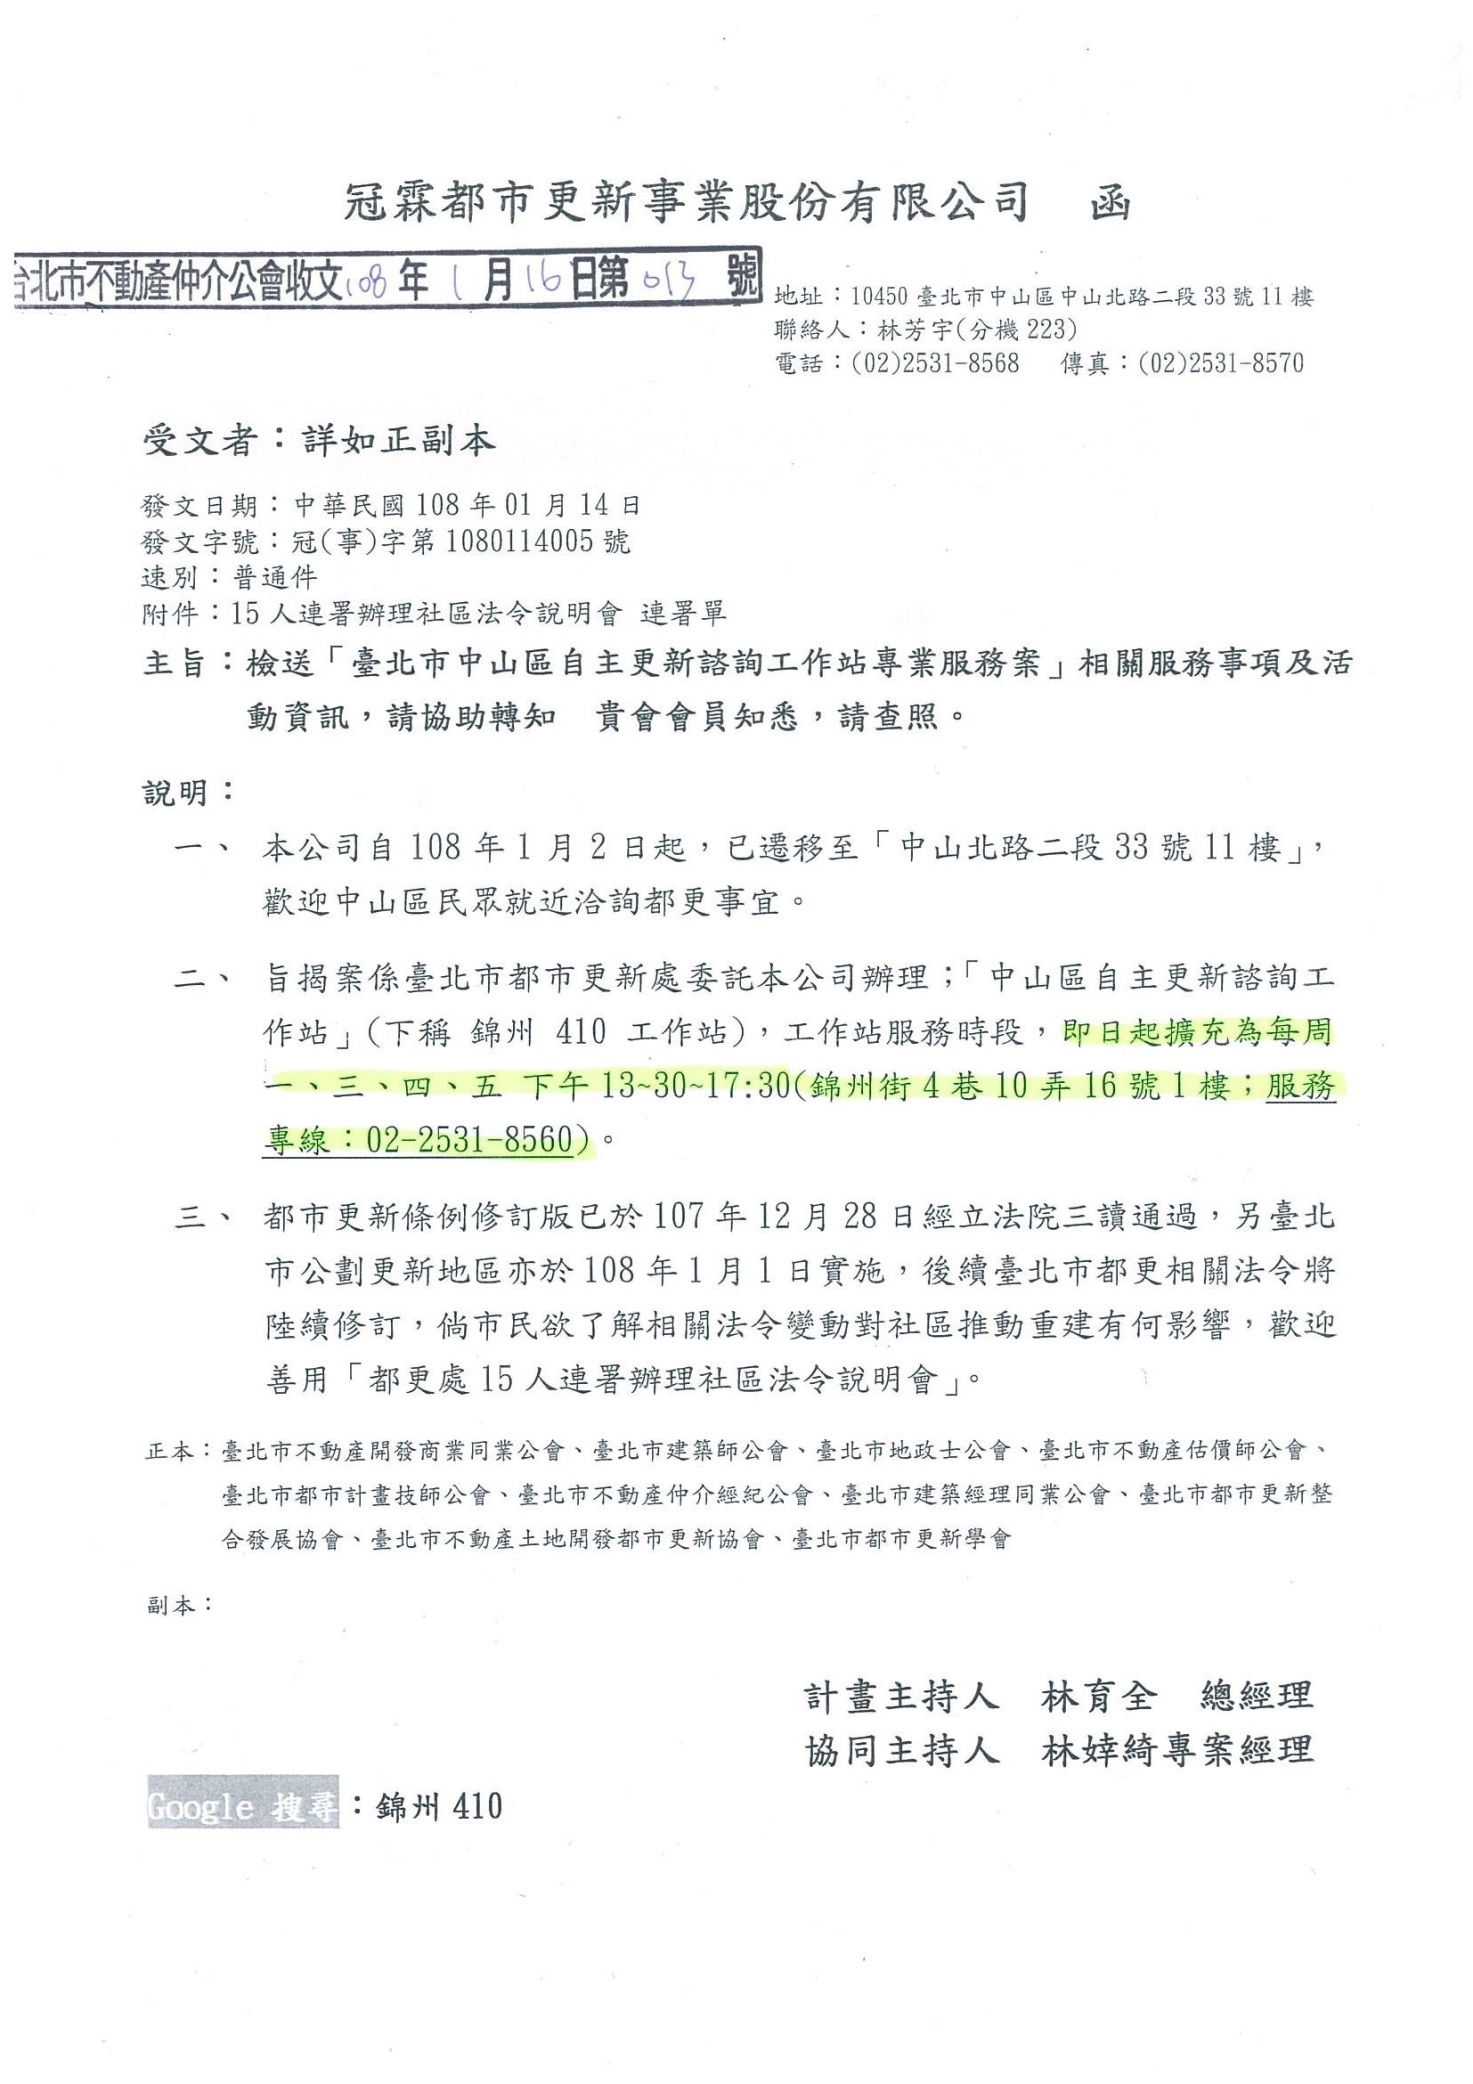 冠霖都市更新事業股份有限公司 函
台北市不動產仲介公會收文108年1月16日第013號
地址：10450臺北市中山區中山北路二段33號11樓
聯絡人：林芳宇(分機223)
電話：(02)2531-8568 傳真：(02)2531-8570
受文者：詳如正副本
發文日期：中華民國108年01月14日
發文字號：冠(事)字第1080114005號
速別：普通件
附件：15人連署辦理社區法令說明會 連署單
主旨：檢送「臺北市中山區自主更新諮詢工作站專業服務案」相關服務事項及活
動資訊，請協助轉知 貴會會員知悉，請查照。
說明：
一、 本公司自108年1月2日起，已遷移至「中山北路二段33號11樓」，
歡迎中山區民眾就近洽詢都更事宜。
二、 旨揭案係臺北市都市更新處委託本公司辦理；「中山區自主更新諮詢工
作站」(下稱 錦州 410 工作站)，工作站服務時段，即日起擴充為每周
一、三、四、五 下午13~30~17:30(錦州街4巷10弄16號1樓；服務
專線：02-2531-8560)。
三、 都市更新條例修訂版已於107年12月28日經立法院三讀通過，另臺北
市公劃更新地區亦於108年1月1日實施，後續臺北市都更相關法令將
陸續修訂，倘市民欲了解相關法令變動對社區推動重建有何影響，歡迎
善用「都更處15人連署辦理社區法令說明會」。
正本：臺北市不動產開發商業同業公會、臺北市建築師公會、臺北市地政士公會、臺北市不動產估價師公會、
臺北市都市計畫技師公會、臺北市不動產仲介經紀公會、臺北市建築經理同業公會、臺北市都市更新整
合發展協會、臺北市不動產土地開發都市更新協會、臺北市都市更新學會
副本：
計畫主持人 林育全 總經理
協同主持人 林婞綺專案經理
Google 搜尋：錦州410